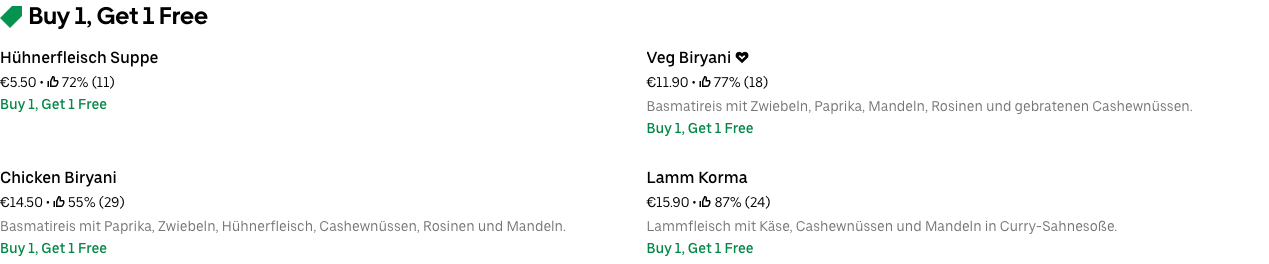 Buy 1, Get 1 Free
Hühnerfleisch Suppe
€5.50 • 72% (11)
Buy 1, Get 1 Free
Veg Biryani
€11.90 • 77% (18)
Basmatireis mit Zwiebeln, Paprika, Mandeln, Rosinen und gebratenen Cashewnüssen.
Buy 1, Get 1 Free
Chicken Biryani
€14.50 • 55% (29)
Basmatireis mit Paprika, Zwiebeln, Hühnerfleisch, Cashewnüssen, Rosinen und Mandeln.
Buy 1, Get 1 Free
Lamm Korma
€15.90 • 87% (24)
Lammfleisch mit Käse, Cashewnüssen und Mandeln in Curry-Sahnesoße.
Buy 1, Get 1 Free